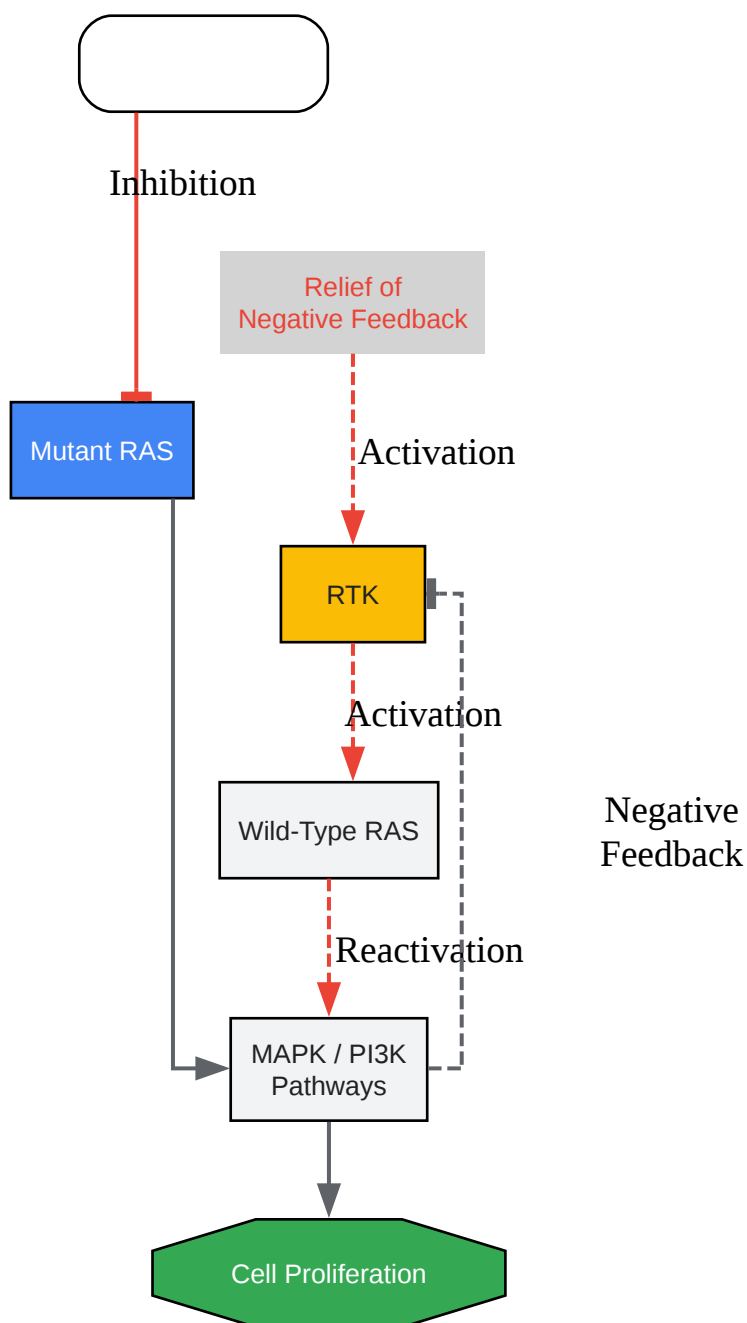 Inhibition
Relief of
Negative Feedback
Mutant RAS
Activation
RTK
Activation
Wild-Type RAS
Negative
Feedback
Reactivation
MAPK / PI3K
Pathways
Cell Proliferation